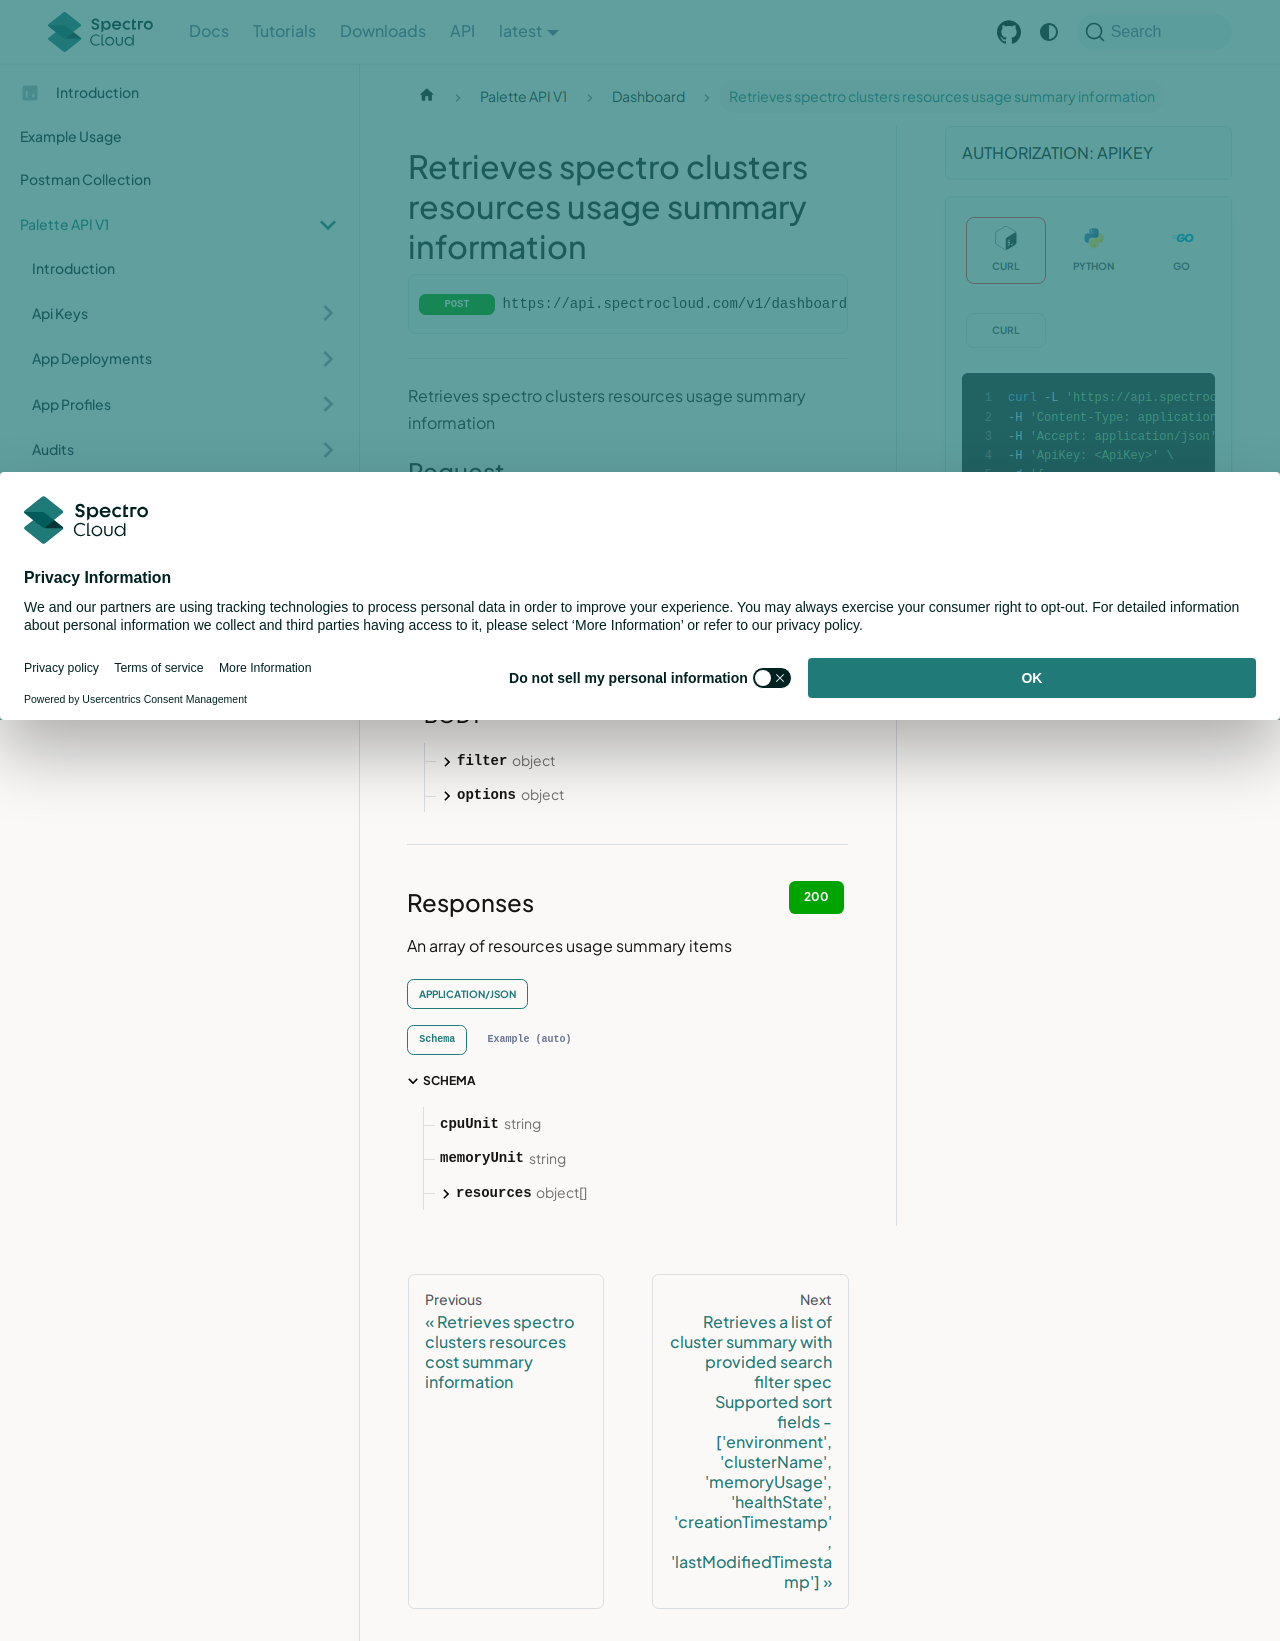 Spectro
Cloud
Docs
Tutorials
Downloads
API
latest
Search
Introduction
Example Usage
Postman Collection
Palette API V1
Introduction
Api Keys
App Deployments
App Profiles
Audits
Palette API V1
Dashboard
Retrieves spectro clusters resources usage summary information
Retrieves spectro clusters
resources usage summary
information
POST
https://api.spectrocloud.com/v1/dashboard
Retrieves spectro clusters resources usage summary
information
Request
AUTHORIZATION: APIKEY
CURL
PYTHON
GO
CURL
1 curl -L 'https://api.spectroc
2 -H 'Content-Type: application
3 -H 'Accept: application/json'
4 -H 'ApiKey: <ApiKey>' \
Spectro
Cloud
Privacy Information
We and our partners are using tracking technologies to process personal data in order to improve your experience. You may always exercise your consumer right to opt-out. For detailed information
about personal information we collect and third parties having access to it, please select ‘More Information’ or refer to our privacy policy.
Privacy policy
Terms of service
More Information
Do not sell my personal information
OK
Powered by Usercentrics Consent Management
BODY
filter object
options object
Responses
200
An array of resources usage summary items
APPLICATION/JSON
Schema
Example (auto)
SCHEMA
cpuUnit string
memoryUnit string
resources object[]
Previous
« Retrieves spectro
clusters resources
cost summary
information
Next
Retrieves a list of
cluster summary with
provided search
filter spec
Supported sort
fields -
['environment',
'clusterName',
'memoryUsage',
'healthState',
'creationTimestamp'
,
'lastModifiedTimesta
mp'] »